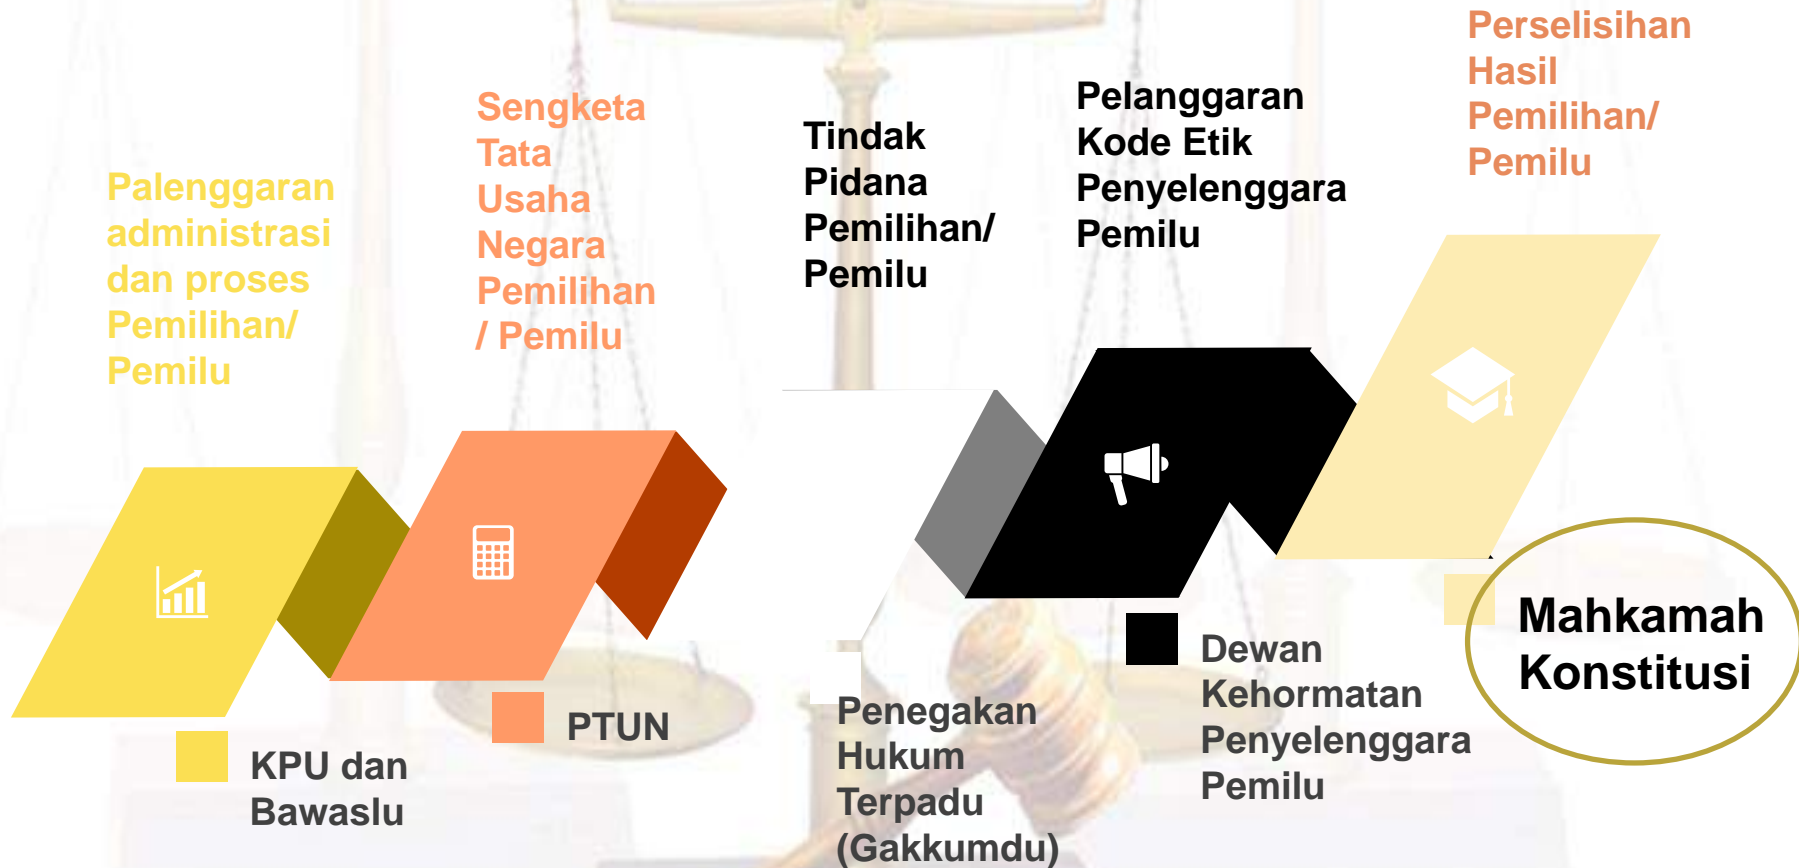 Palenggaran
administrasi
dan proses
Pemilihan/
Pemilu
KPU dan
Bawaslu
Sengketa
Tata
Usaha
Negara
Pemilihan
/ Pemilu
PTUN
Tindak
Pidana
Pemilihan/
Pemilu
Penegakan
Hukum
Terpadu
(Gakkumdu)
Pelanggaran
Kode Etik
Penyelenggara
Pemilu
Dewan
Kehormatan
Penyelenggara
Pemilu
Perselisihan
Hasil
Pemilihan/
Pemilu
Mahkamah
Konstitusi